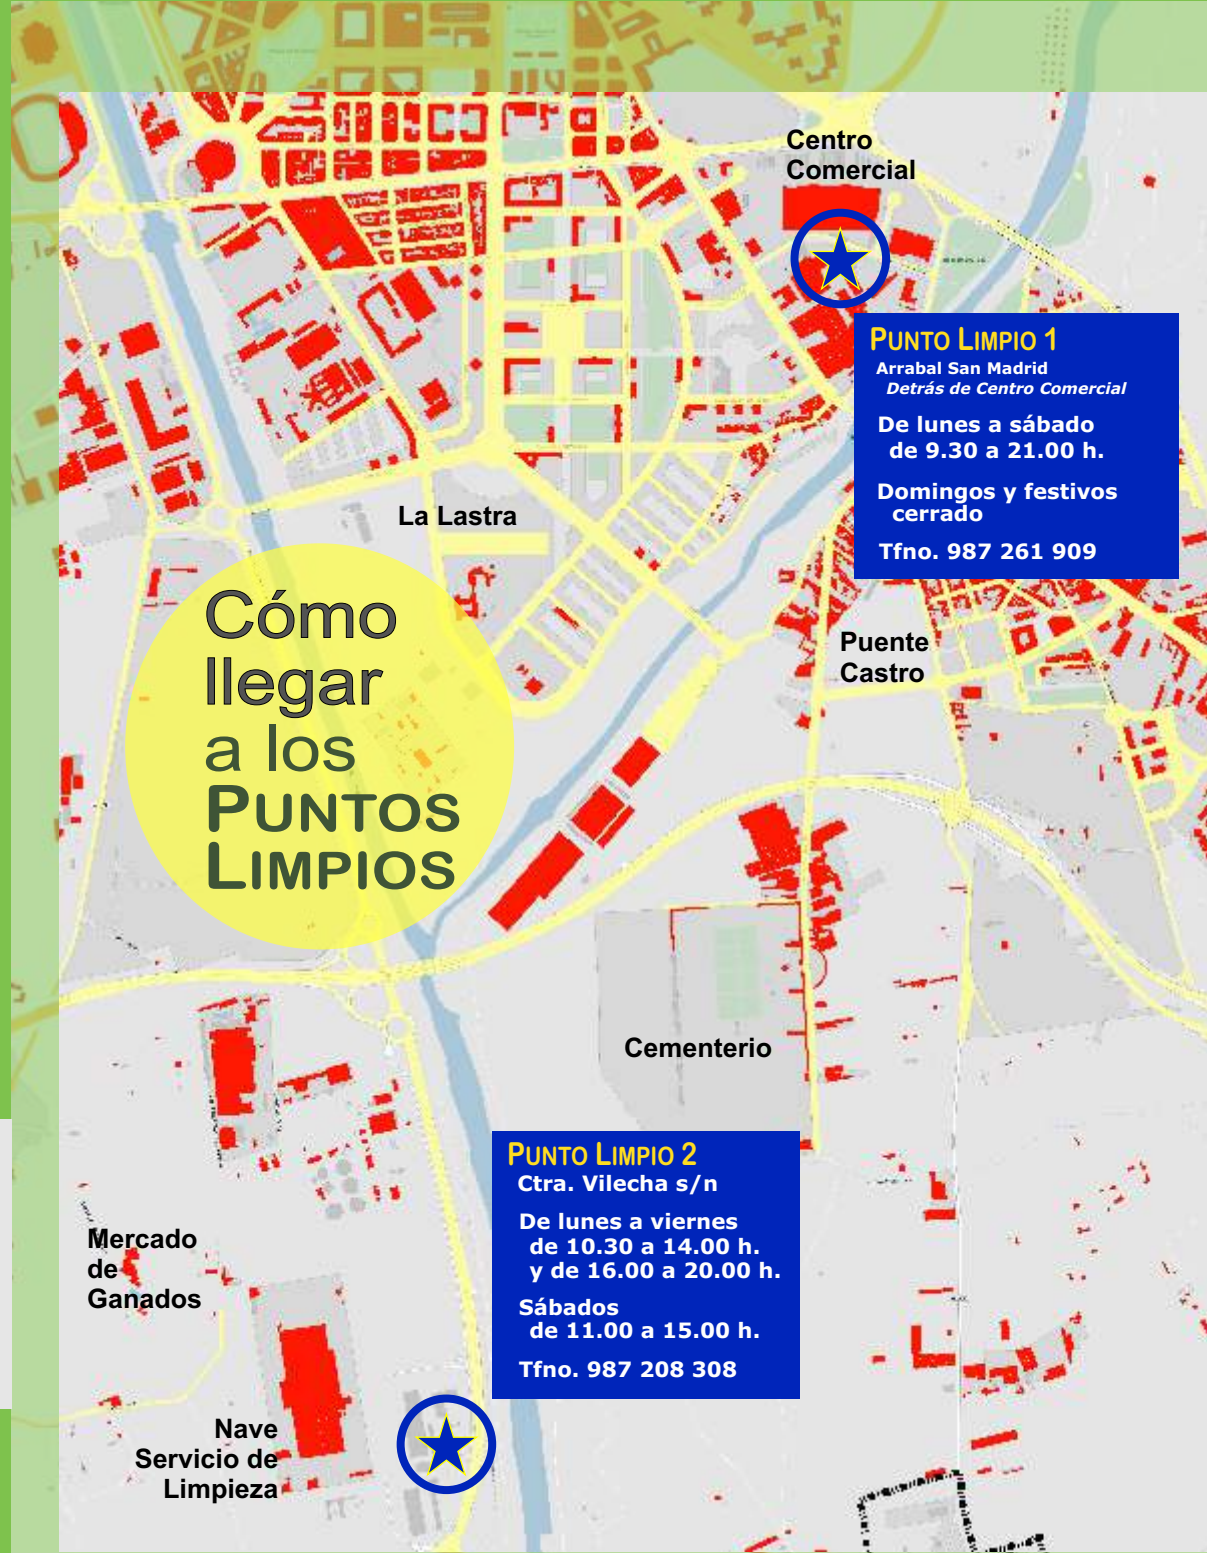 Centro
Comercial
PUNTO LIMPIO 1
Arrabal San Madrid
Detrás de Centro Comercial
De lunes a sábado
de 9.30 a 21.00 h.
Domingos y festivos
cerrado
Tfno. 987 261 909
La Lastra
Cómo
llegar
a los
PUNTOS
LIMPIOS
Puente
Castro
Cementerio
PUNTO LIMPIO 2
Ctra. Vilecha s/n
De lunes a viernes
de 10.30 a 14.00 h.
y de 16.00 a 20.00 h.
Sábados
de 11.00 a 15.00 h.
Tfno. 987 208 308
Mercado
de
Ganados
Nave
Servicio de
Limpieza